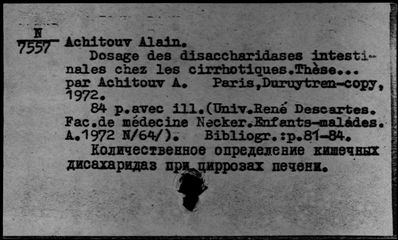 N
7557
Achitouv Alain.
Dosage des disaccharidases intesti-
nales chez les cirrhotiques.Thèse...
par Achitouv A. Paris,Duruytren-copy,
1972.
84 p.avec ill.(Univ.René Descartes.
Fac.de médecine Necker.Enfants-malades.
A.1972 N/64/). Bibliogr.:p.81-84.
Количественное определение кишечных
дисахаридаз при циррозах печени.